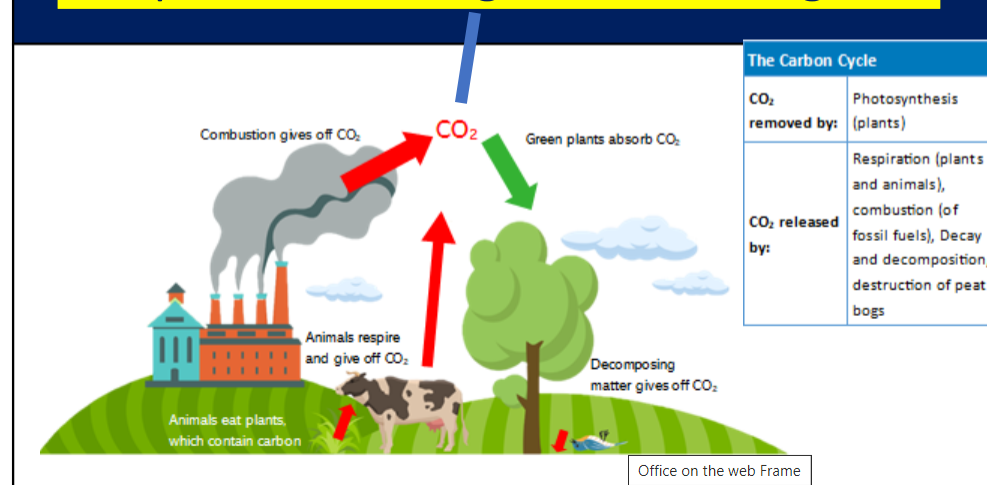 The Carbon Cycle
CO₂
removed by:
Photosynthesis
(plants)
CO₂ released
by:
Respiration (plants
and animals),
combustion (of
fossil fuels), Decay
and decomposition,
destruction of peat
bogs
Combustion gives off CO₂
CO₂
Green plants absorb CO₂
Animals respire
and give off CO₂
Decomposing
matter gives off CO₂
Animals eat plants,
which contain carbon
Office on the web Frame